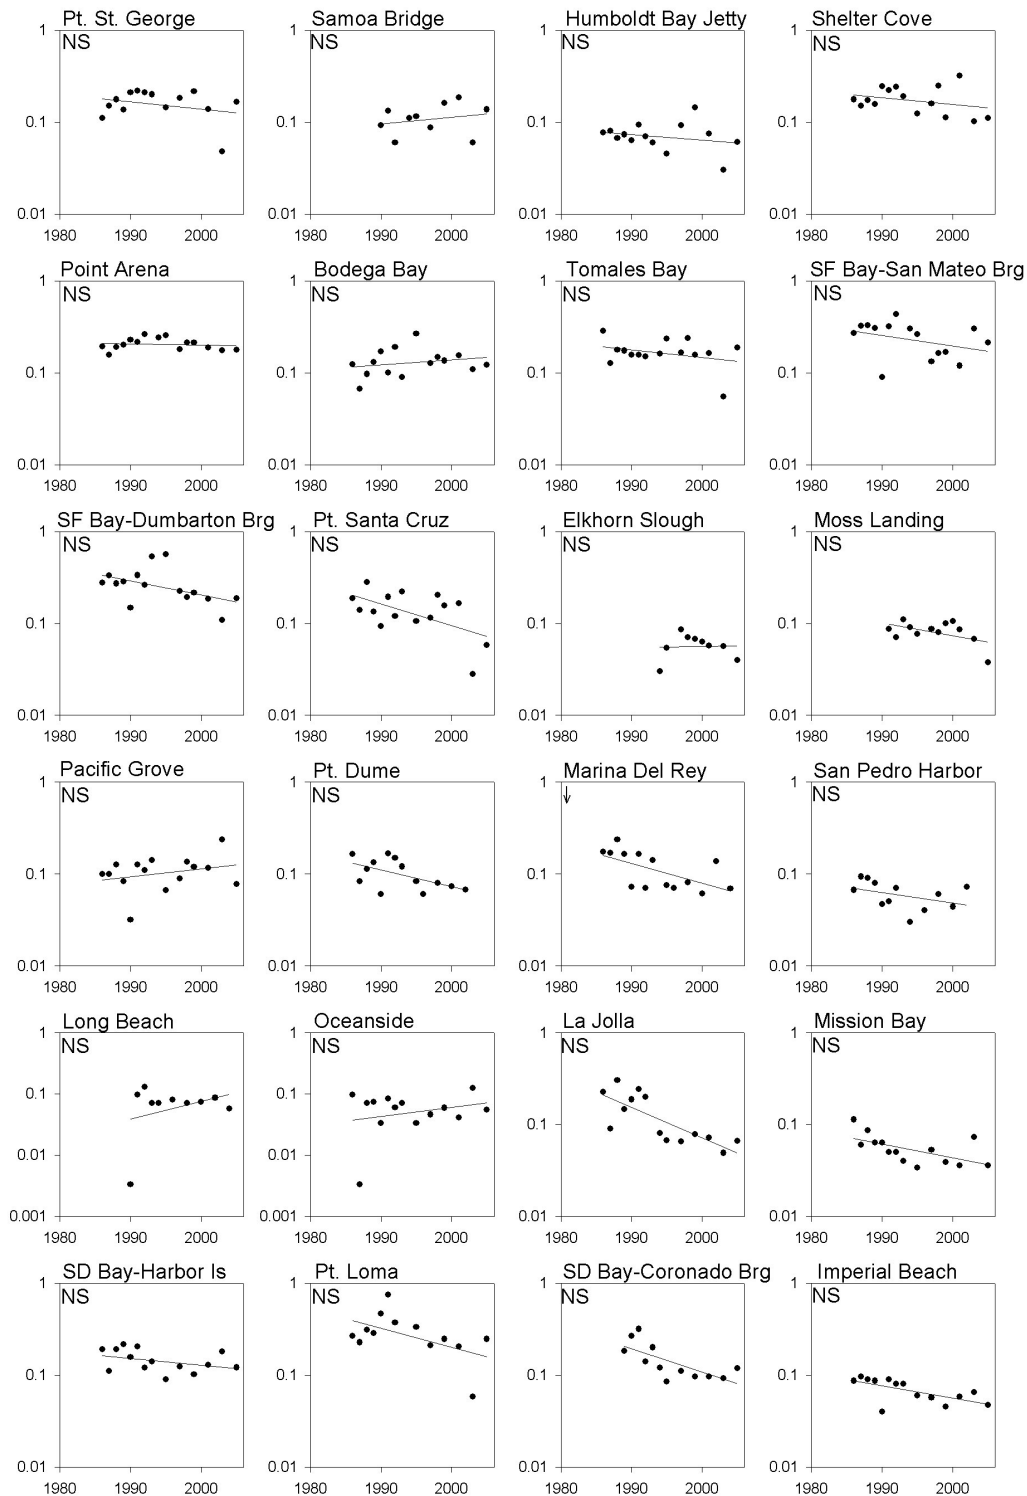 Pt. St. George Samoa Bridge Humboldt Bay Jetty Shelter Cove
1 NS 1 NS 1 NS 1 NS
0.1 0.1 0.1 0.1
0.01 0.01 0.01 0.01
1980 1990 2000 1980 1990 2000 1980 1990 2000 1980 1990 2000
Point Arena Bodega Bay Tomales Bay SF Bay-San Mateo Brg
1 NS 1 NS 1 NS 1 NS
0.1 0.1 0.1 0.1
0.01 0.01 0.01 0.01
1980 1990 2000 1980 1990 2000 1980 1990 2000 1980 1990 2000
SF Bay-Dumbarton Brg Pt. Santa Cruz Elkhorn Slough Moss Landing
1 NS 1 NS 1 NS 1 NS
0.1 0.1 0.1 0.1
0.01 0.01 0.01 0.01
1980 1990 2000 1980 1990 2000 1980 1990 2000 1980 1990 2000
Pacific Grove Pt. Dume Marina Del Rey San Pedro Harbor
1 NS 1 NS 1 ↓ 1 NS
0.1 0.1 0.1 0.1
0.01 0.01 0.01 0.01
1980 1990 2000 1980 1990 2000 1980 1990 2000 1980 1990 2000
Long Beach Oceanside La Jolla Mission Bay
1 NS 1 NS 1 NS 1 NS
0.1 0.1 0.1 0.1
0.01 0.01
0.001 0.001 0.01 0.01
1980 1990 2000 1980 1990 2000 1980 1990 2000 1980 1990 2000
SD Bay-Harbor Is Pt. Loma SD Bay-Coronado Brg Imperial Beach
1 NS 1 NS 1 NS 1 NS
0.1 0.1 0.1 0.1
0.01 0.01 0.01 0.01
1980 1990 2000 1980 1990 2000 1980 1990 2000 1980 1990 2000